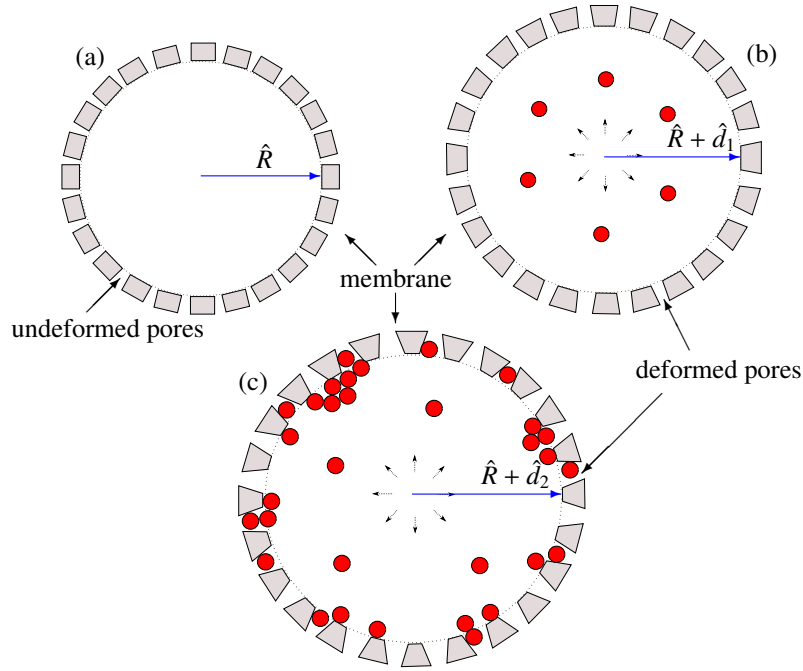 (a)
(b)
R̂
R̂ + d̂₁
membrane
undeformed pores
deformed pores
(c)
R̂ + d̂₂